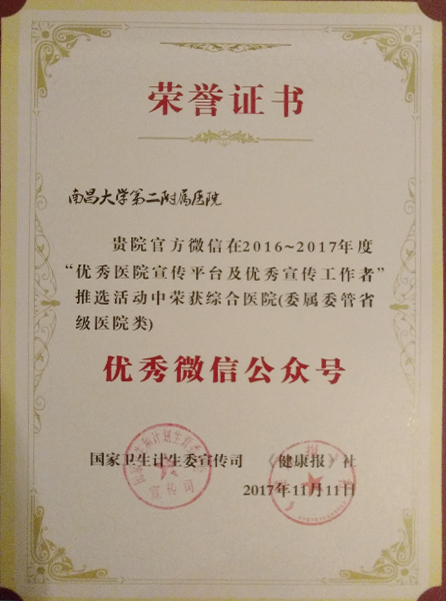 荣誉证书
南昌大学第二附属医院
贵院官方微信在2016~2017年度
“优秀医院宣传平台及优秀宣传工作者”
推选活动中荣获综合医院(委属委管省
级医院类)
优秀微信公众号
国家卫生计生委宣传司 《健康报》社
2017年11月11日
宣传司